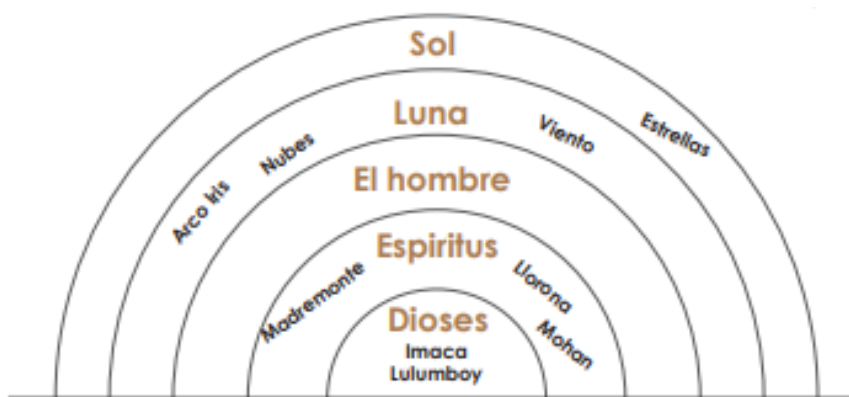 Sol
Estrellas
Luna
Arco Iris
Nubes
Viento
El hombre
Espiritus
Madremonte
Llorona
Mohan
Dioses
Imaca
Lulumboy